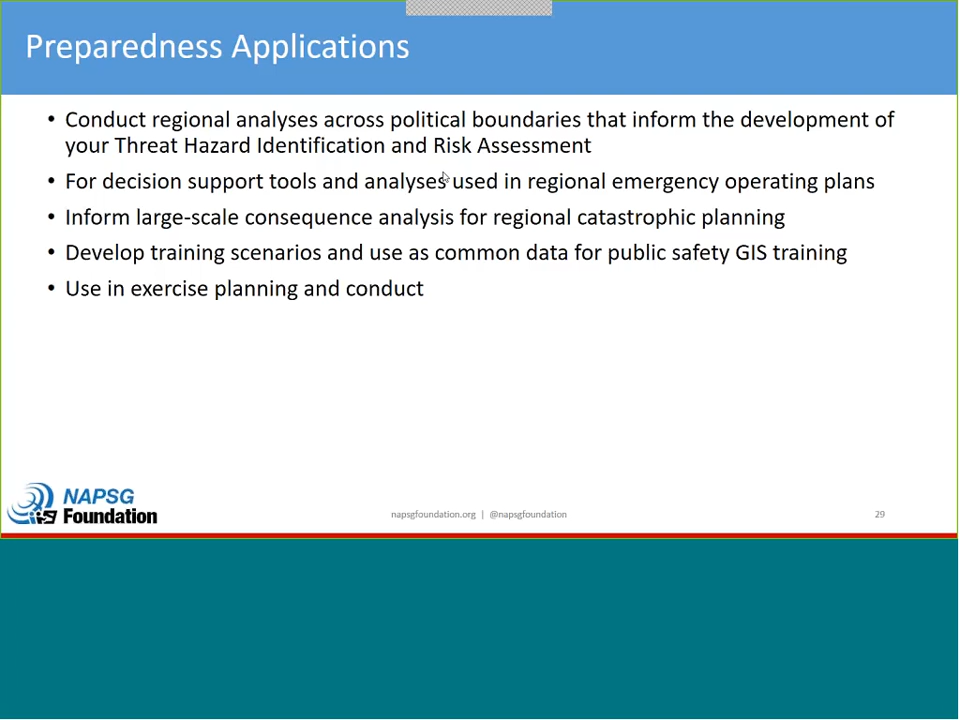 Preparedness Applications
• Conduct regional analyses across political boundaries that inform the development of
your Threat Hazard Identification and Risk Assessment
• For decision support tools and analyses used in regional emergency operating plans
• Inform large-scale consequence analysis for regional catastrophic planning
• Develop training scenarios and use as common data for public safety GIS training
• Use in exercise planning and conduct
NAPSG
Foundation
napsgfoundation.org | @napsgfoundation
29